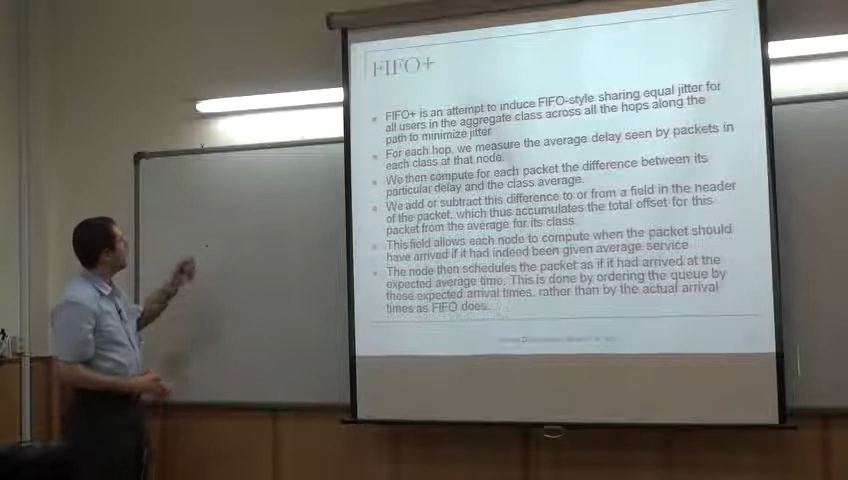 FIFO+
FIFO+ is an attempt to induce FIFO-style sharing equal jitter for
all users in the aggregate class across all the hops along the
path to minimize jitter
For each hop, we measure the average delay seen by packets in
each class at that node.
We then compute for each packet the difference between its
particular delay and the class average.
We add or subtract this difference to or from a field in the header
of the packet, which thus accumulates the total offset for this
packet from the average for its class.
This field allows each node to compute when the packet should
have arrived if it had indeed been given average service
The node then schedules the packet as if it had arrived at the
expected average time. This is done by ordering the queue by
these expected arrival times, rather than by the actual arrival
times as FIFO does.